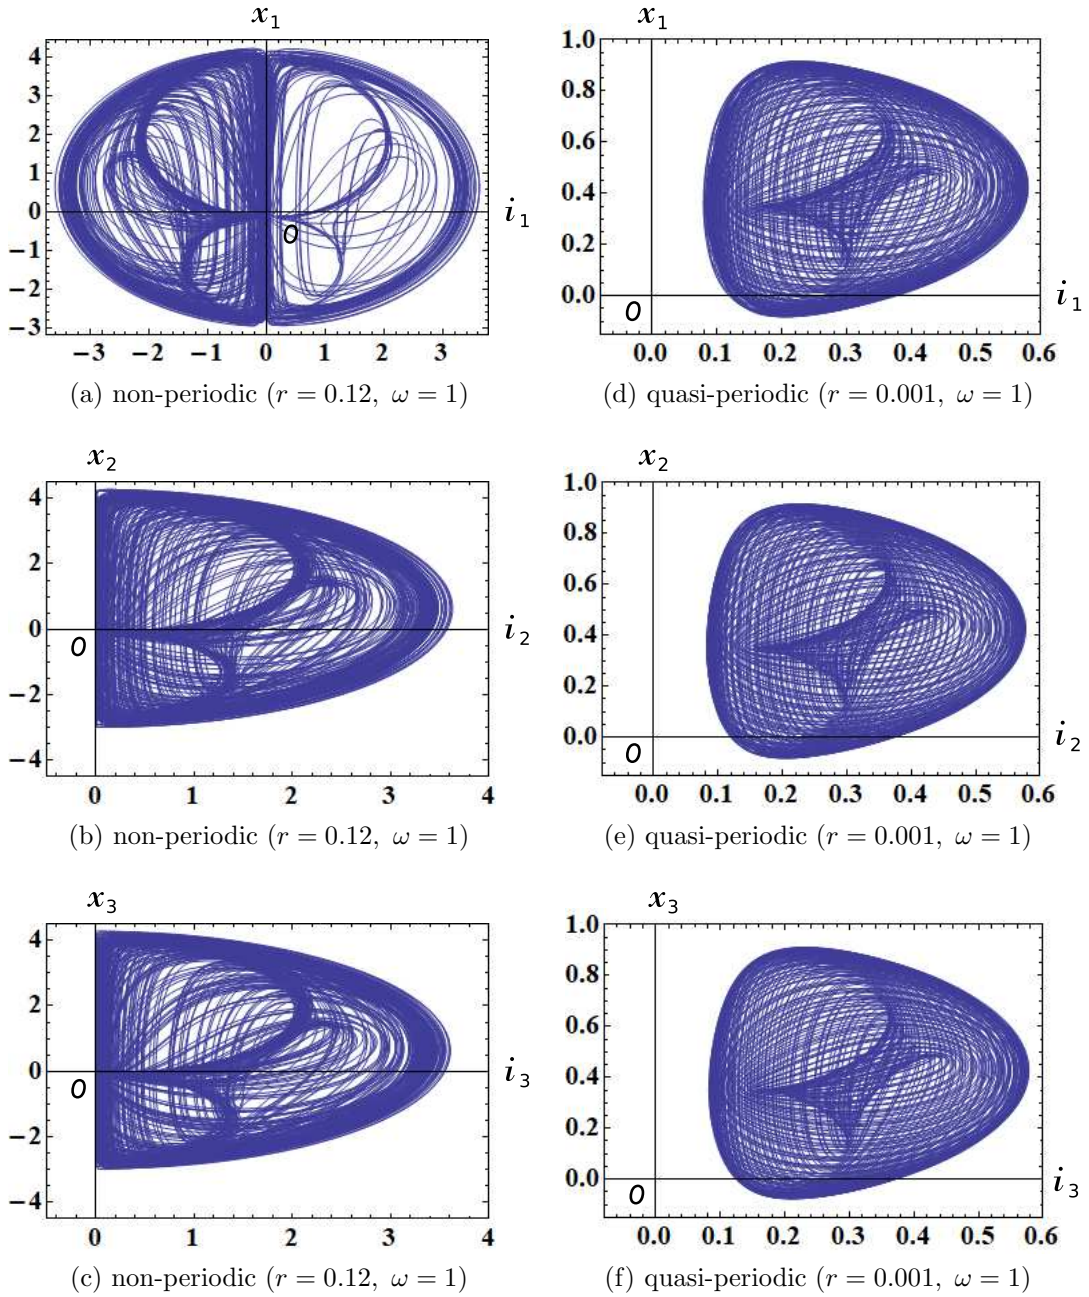 x₁
4
3
2
1
0
−1
−2
−3
−3 −2 −1 0 1 2 3
0
i₁
(a) non-periodic (r = 0.12, ω = 1)
x₁
1.0
0.8
0.6
0.4
0.2
0.0
0.0 0.1 0.2 0.3 0.4 0.5 0.6
0
i₁
(d) quasi-periodic (r = 0.001, ω = 1)
x₂
4
2
0
−2
−4
0 1 2 3 4
0
i₂
(b) non-periodic (r = 0.12, ω = 1)
x₂
1.0
0.8
0.6
0.4
0.2
0.0
0.0 0.1 0.2 0.3 0.4 0.5 0.6
0
i₂
(e) quasi-periodic (r = 0.001, ω = 1)
x₃
4
2
0
−2
−4
0 1 2 3 4
0
i₃
(c) non-periodic (r = 0.12, ω = 1)
x₃
1.0
0.8
0.6
0.4
0.2
0.0
0.0 0.1 0.2 0.3 0.4 0.5 0.6
0
i₃
(f) quasi-periodic (r = 0.001, ω = 1)